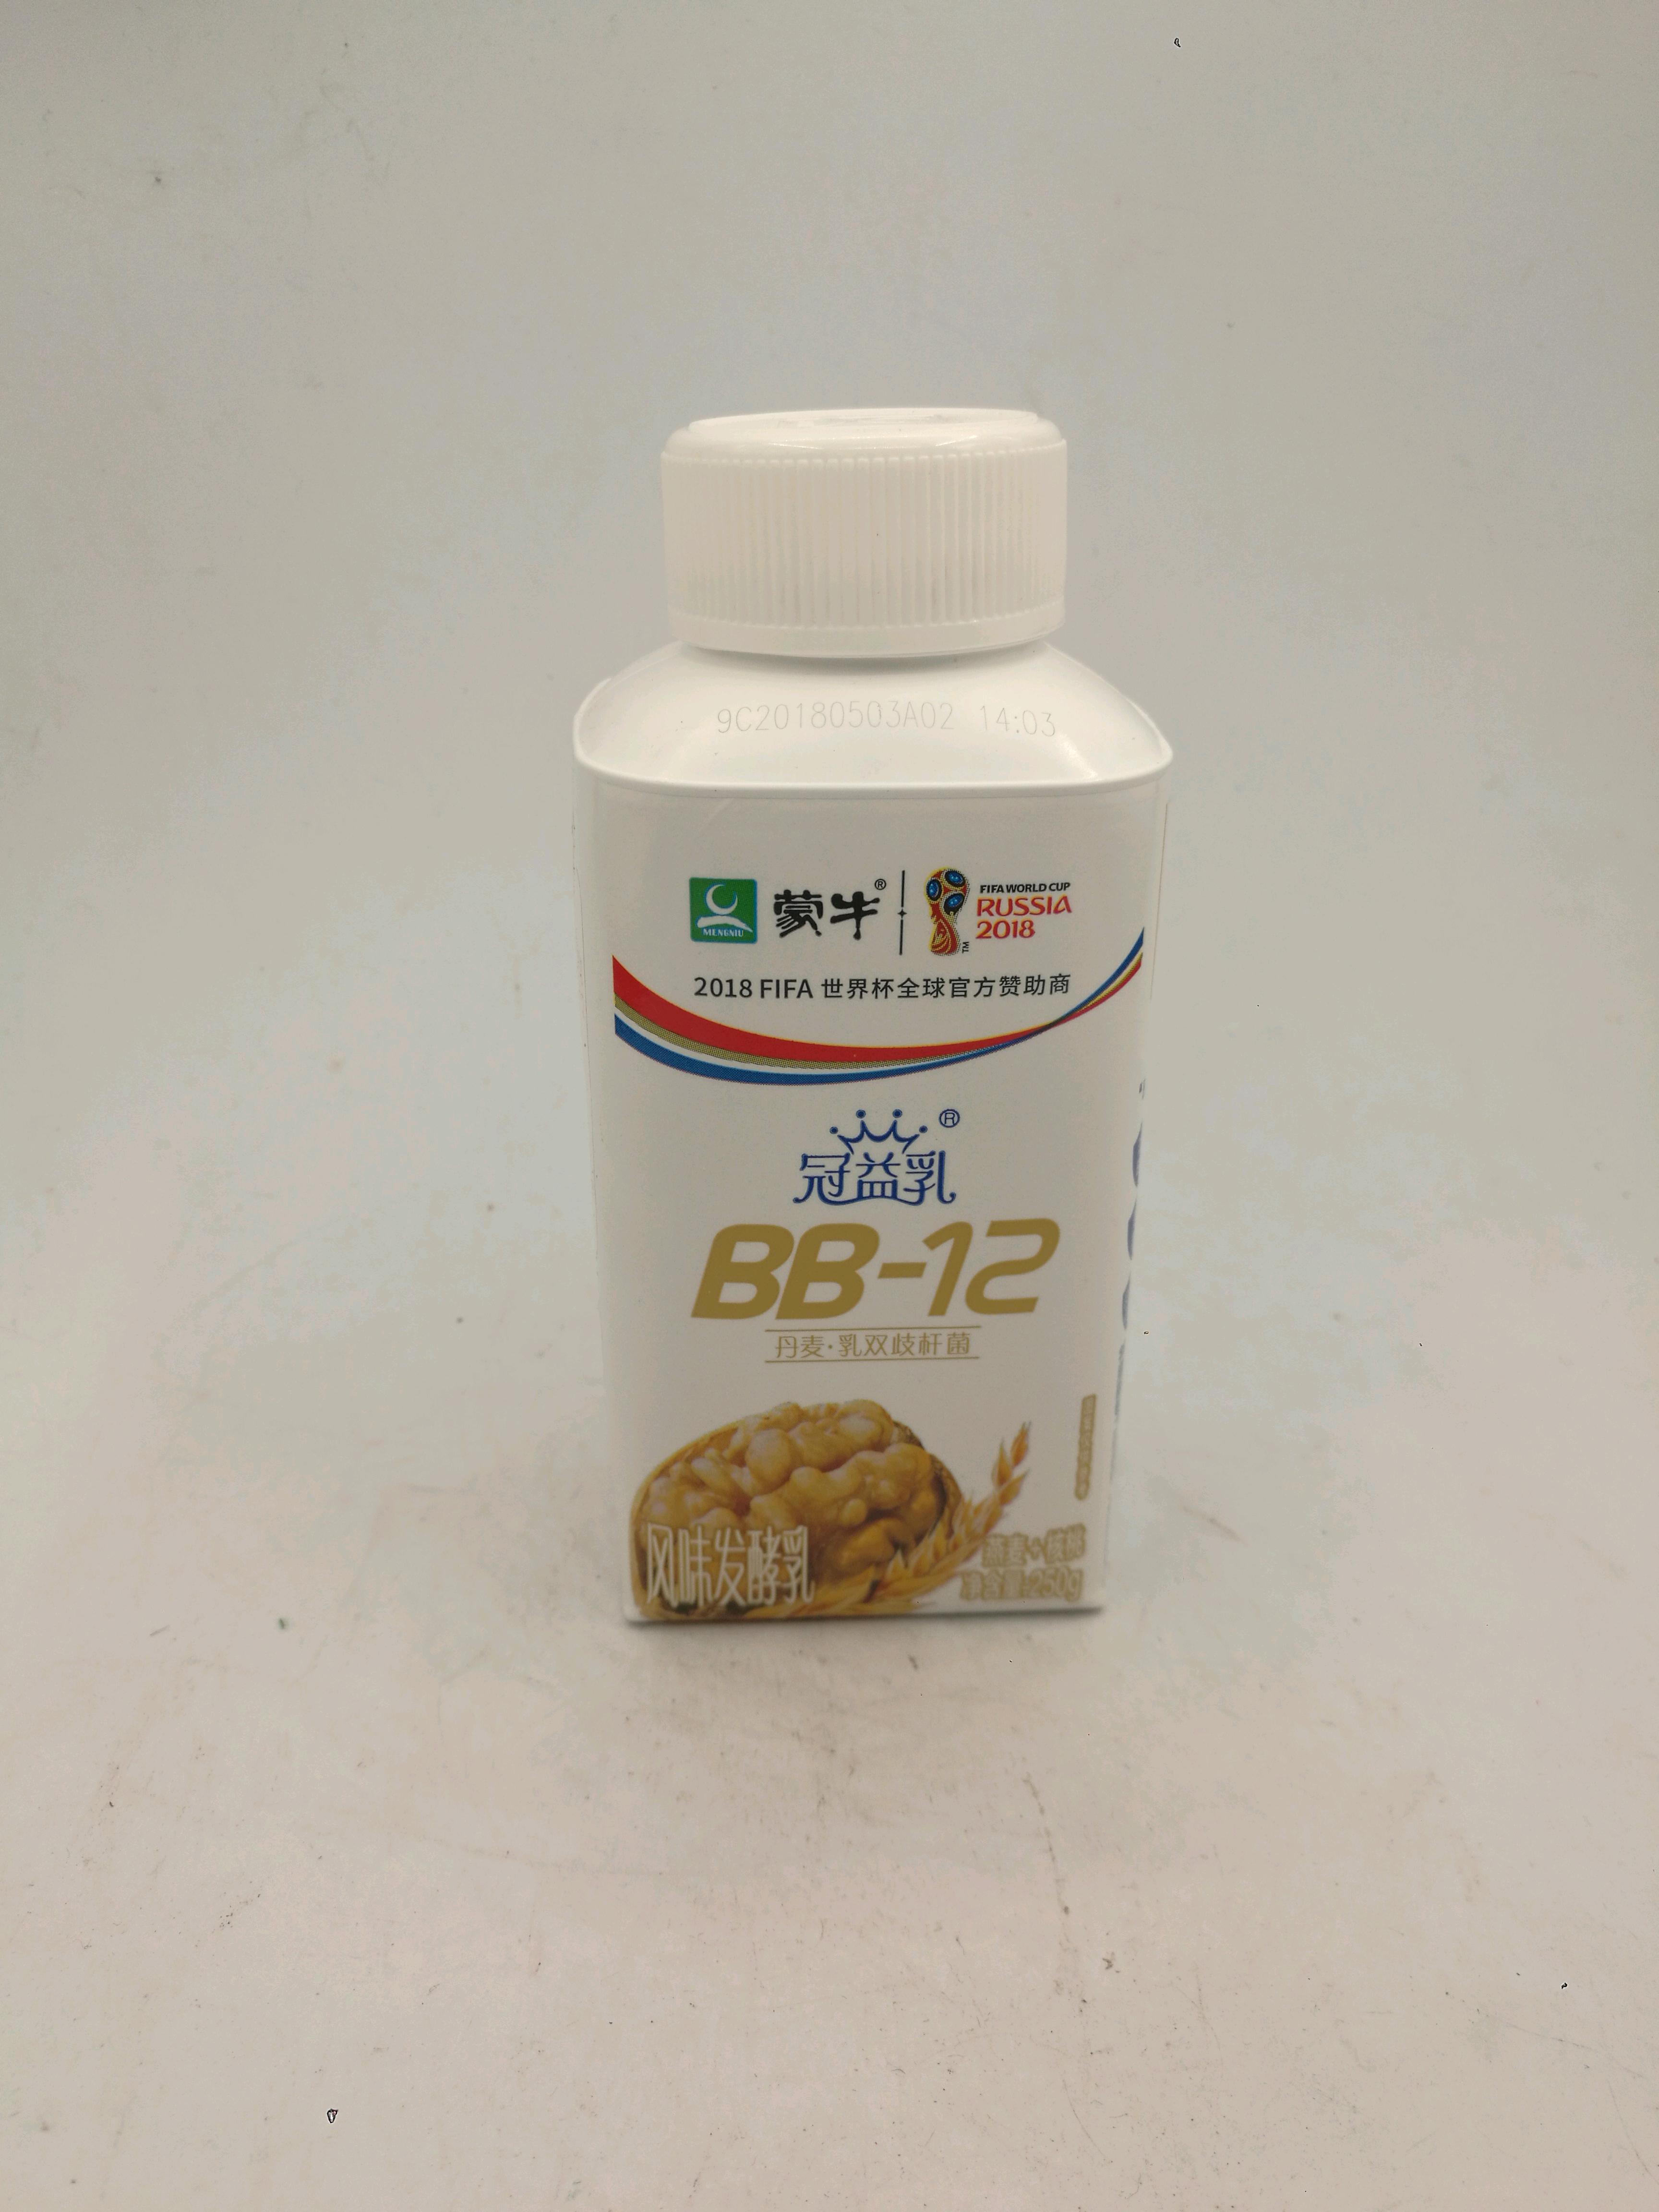 9C20180503A02 14:03
MENGNIU
蒙牛®
FIFA WORLD CUP
RUSSIA
2018
TM
2018 FIFA 世界杯全球官方赞助商
冠益乳®
BB-12
丹麦·乳双歧杆菌
风味发酵乳
燕麦+核桃
净含量:250g